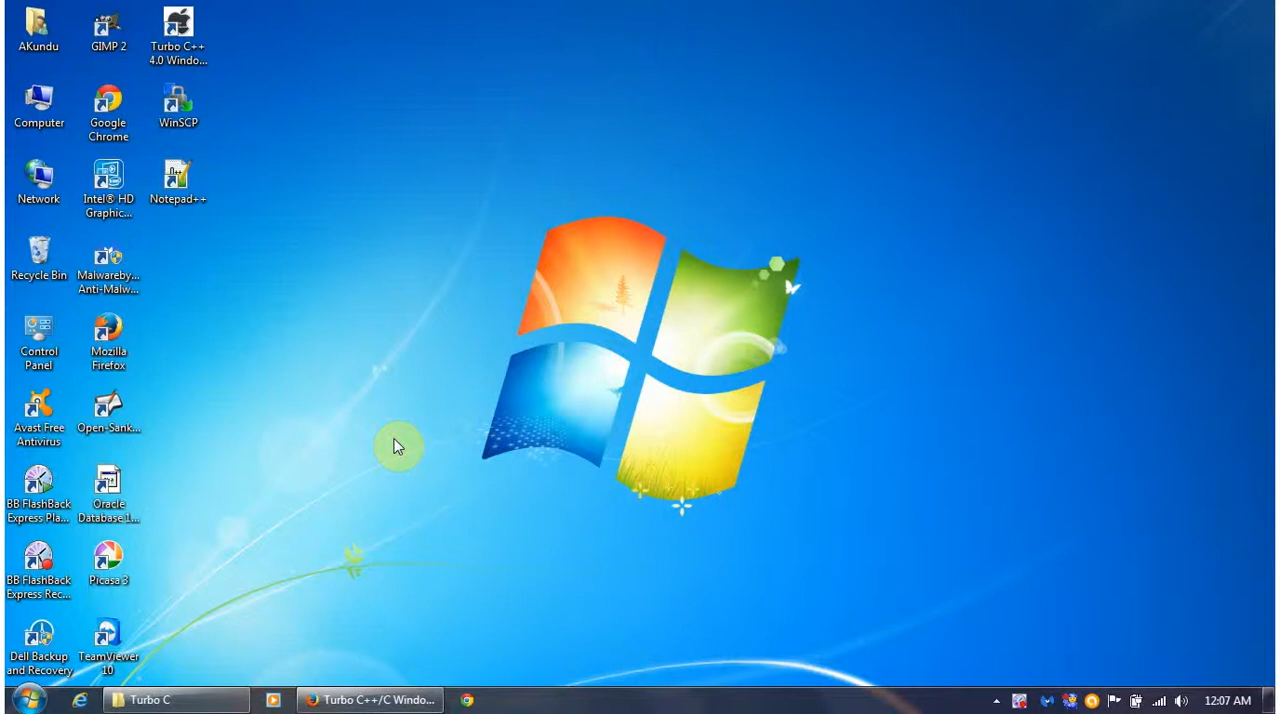 AKundu
GIMP 2
Turbo C++
4.0 Windo...
Computer
Google
Chrome
WinSCP
Network
Intel® HD
Graphic...
Notepad++
Recycle Bin
Malwareby...
Anti-Malw...
Control
Panel
Mozilla
Firefox
Avast Free
Antivirus
Open-Sank...
BB FlashBack
Express Pla...
Oracle
Database 1...
BB FlashBack
Express Rec...
Picasa 3
Dell Backup
and Recovery
TeamViewer
10
Turbo C
Turbo C++/C Windo...
12:07 AM